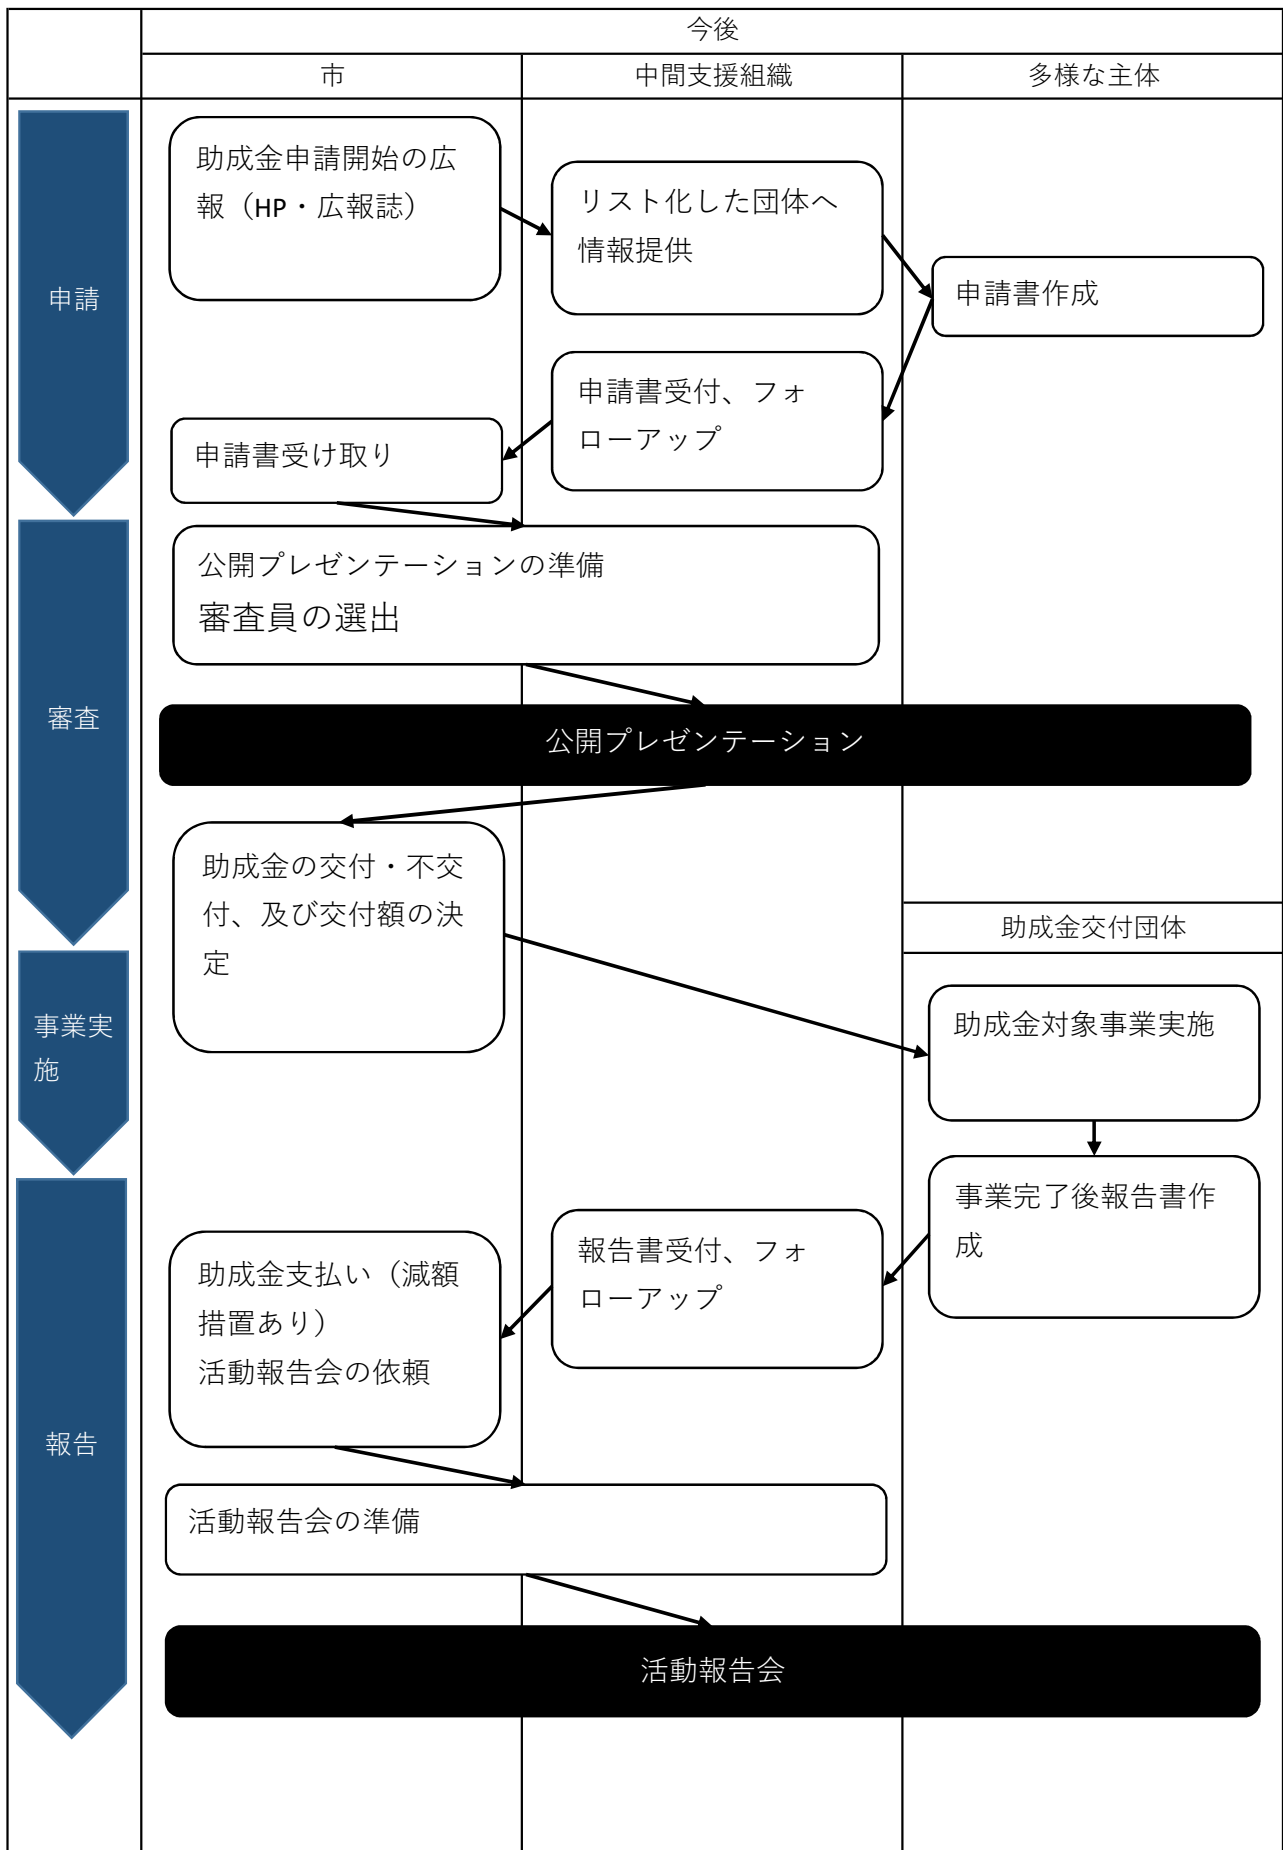 今後
市
中間支援組織
多様な主体
申請
助成金申請開始の広
報（HP・広報誌）
リスト化した団体へ
情報提供
申請書作成
申請書受付、フォ
ローアップ
申請書受け取り
審査
公開プレゼンテーションの準備
審査員の選出
公開プレゼンテーション
助成金の交付・不交
付、及び交付額の決
定
助成金交付団体
事業実
施
助成金対象事業実施
事業完了後報告書作
成
報告
報告書受付、フォ
ローアップ
助成金支払い（減額
措置あり）
活動報告会の依頼
活動報告会の準備
活動報告会